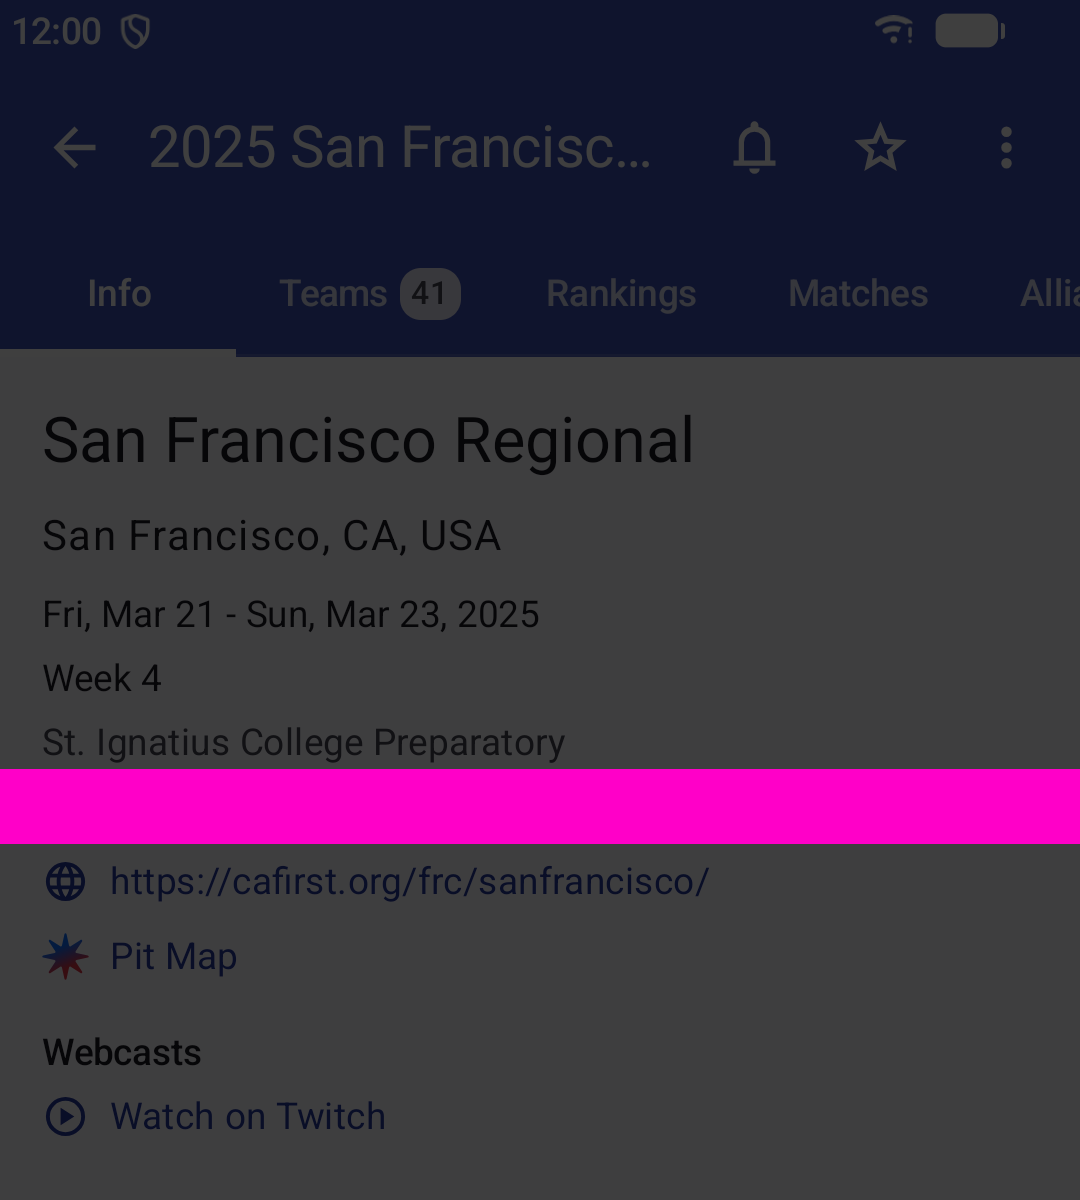 12:00
2025 San Francisc...
Info Teams 41 Rankings Matches Allia
San Francisco Regional
San Francisco, CA, USA
Fri, Mar 21 - Sun, Mar 23, 2025
Week 4
St. Ignatius College Preparatory
https://cafirst.org/frc/sanfrancisco/
Pit Map
Webcasts
Watch on Twitch